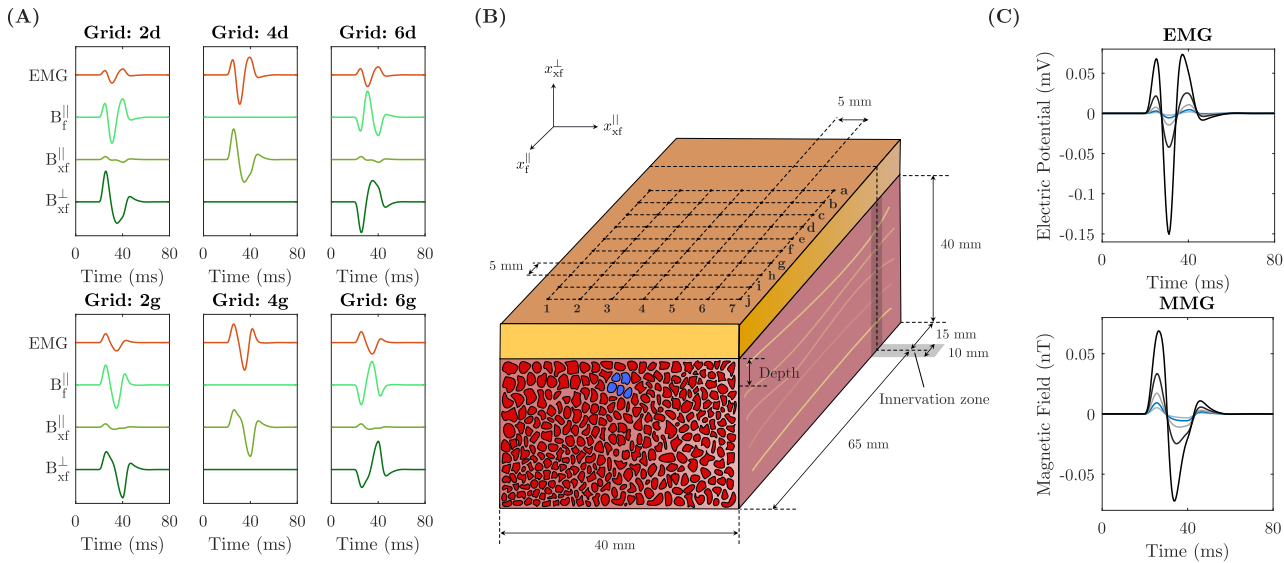 (A)
Grid: 2d Grid: 4d Grid: 6d
EMG
B_f^||
B_xf^||
B_xf^⊥
0 40 80 0 40 80 0 40 80
Time (ms) Time (ms) Time (ms)
Grid: 2g Grid: 4g Grid: 6g
EMG
B_f^||
B_xf^||
B_xf^⊥
0 40 80 0 40 80 0 40 80
Time (ms) Time (ms) Time (ms)
(B)
x_xf^⊥
x_xf^||
x_f^||
5 mm
a
b
c
d
e
f
g
h
i
j
5 mm
1 2 3 4 5 6 7
40 mm
15 mm
10 mm
Depth
Innervation zone
65 mm
40 mm
(C)
EMG
Electric Potential (mV)
0.05
0
-0.05
-0.1
-0.15
0 40 80
Time (ms)
MMG
Magnetic Field (nT)
0.05
0
-0.05
0 40 80
Time (ms)